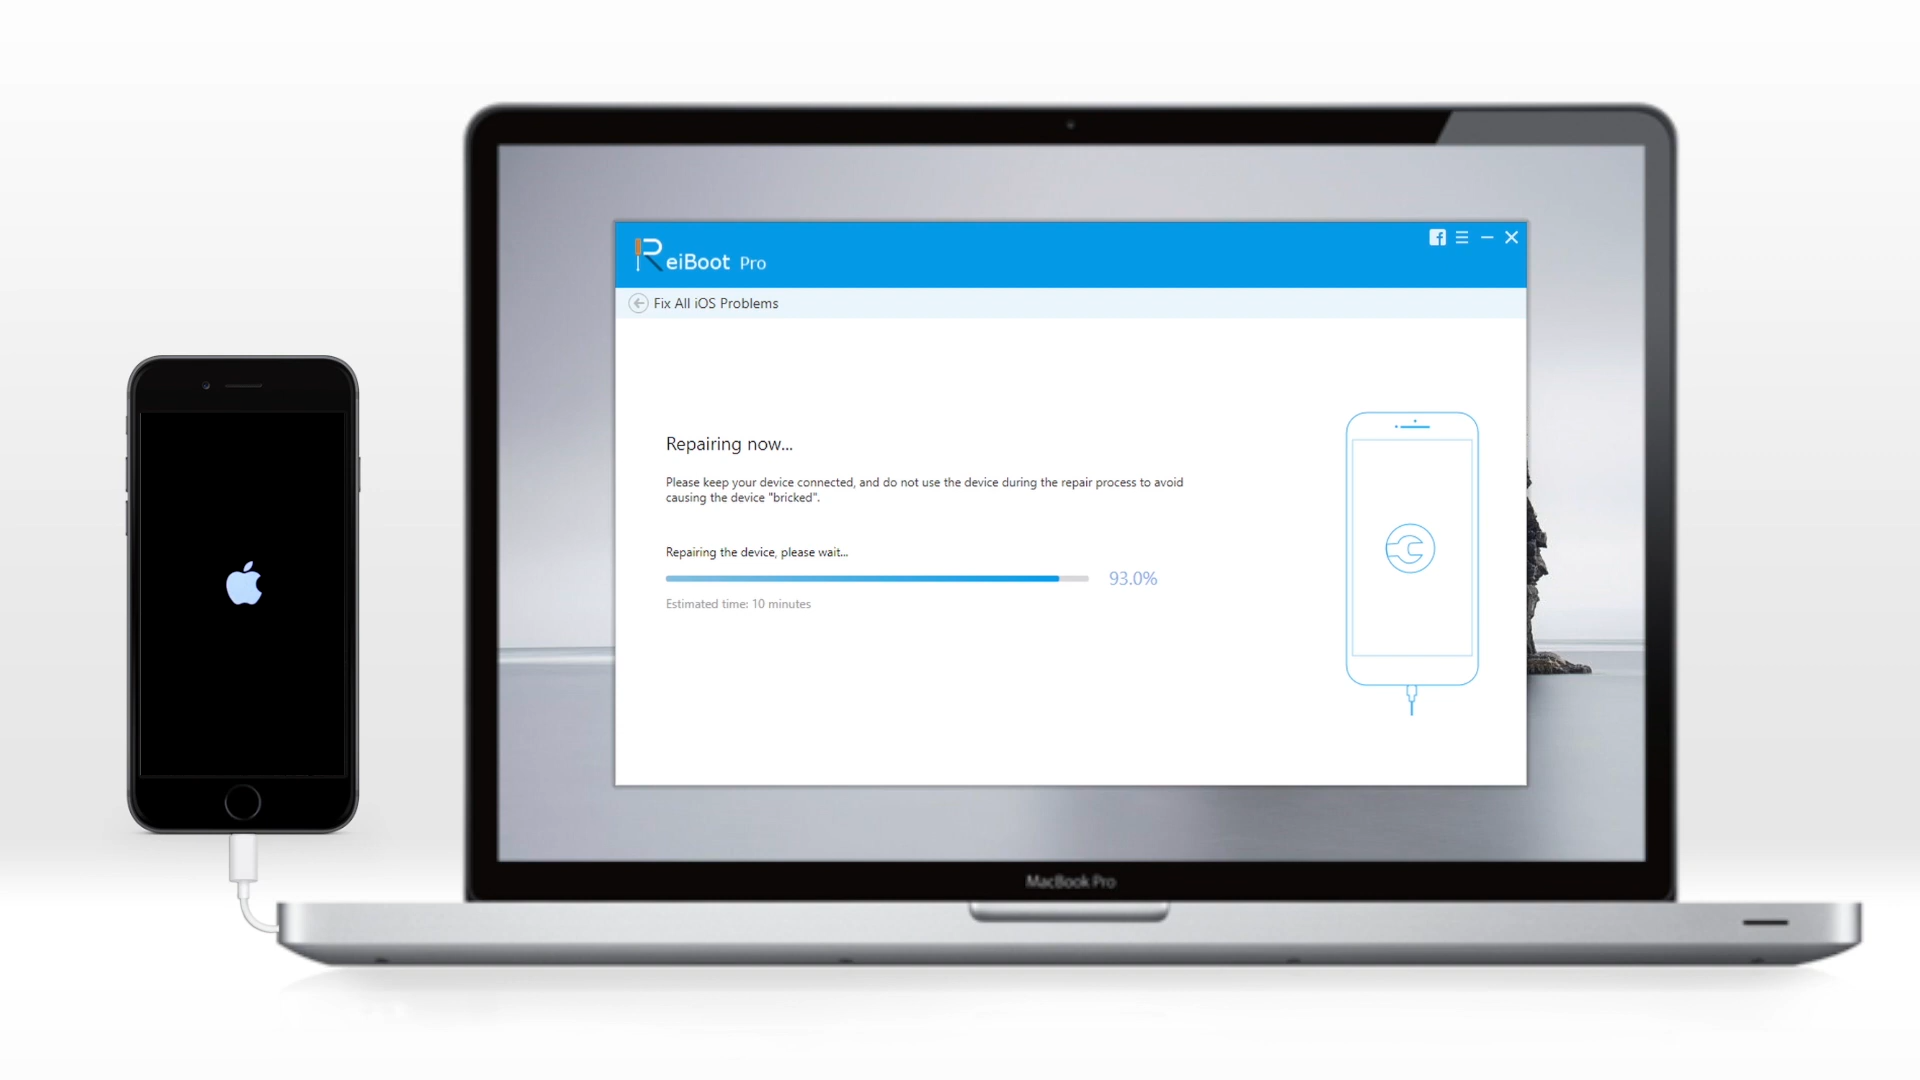 ReiBoot Pro
Fix All iOS Problems
Repairing now...
Please keep your device connected, and do not use the device during the repair process to avoid
causing the device "bricked".
Repairing the device, please wait...
93.0%
Estimated time: 10 minutes
MacBook Pro